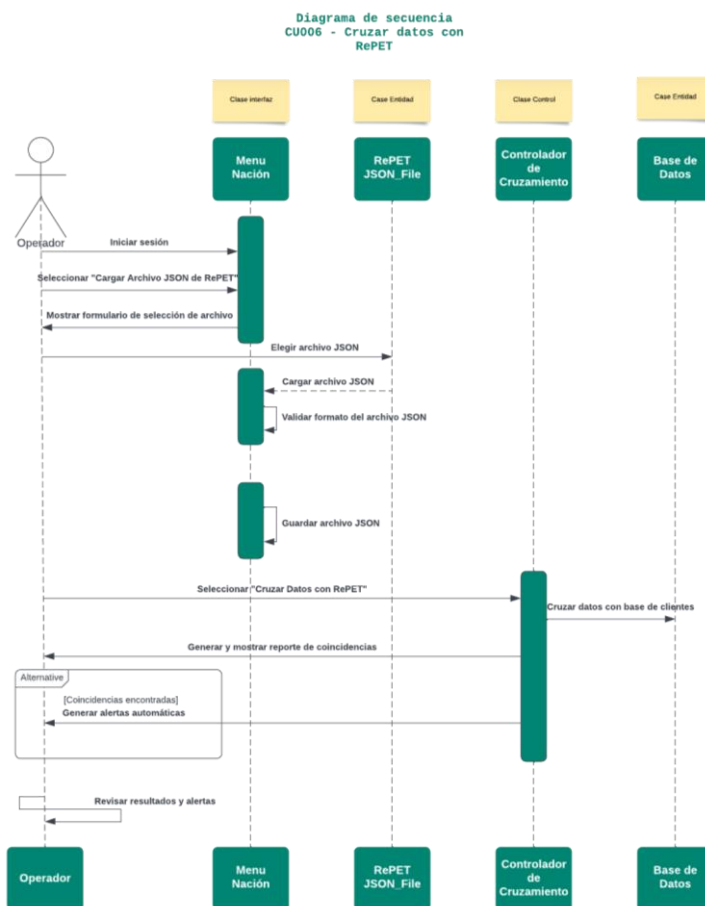 Diagrama de secuencia
CU006 - Cruzar datos con
RePET
Clase interfaz
Case Entidad
Clase Control
Case Entidad
Menu
Nación
RePET
JSON_File
Controlador
de
Cruzamiento
Base de
Datos
Operador
Iniciar sesión
Seleccionar "Cargar Archivo JSON de RePET"
Mostrar formulario de selección de archivo
Elegir archivo JSON
Cargar archivo JSON
Validar formato del archivo JSON
Guardar archivo JSON
Seleccionar "Cruzar Datos con RePET"
Cruzar datos con base de clientes
Generar y mostrar reporte de coincidencias
Alternative
[Coincidencias encontradas]
Generar alertas automáticas
Revisar resultados y alertas
Operador
Menu
Nación
RePET
JSON_File
Controlador
de
Cruzamiento
Base de
Datos